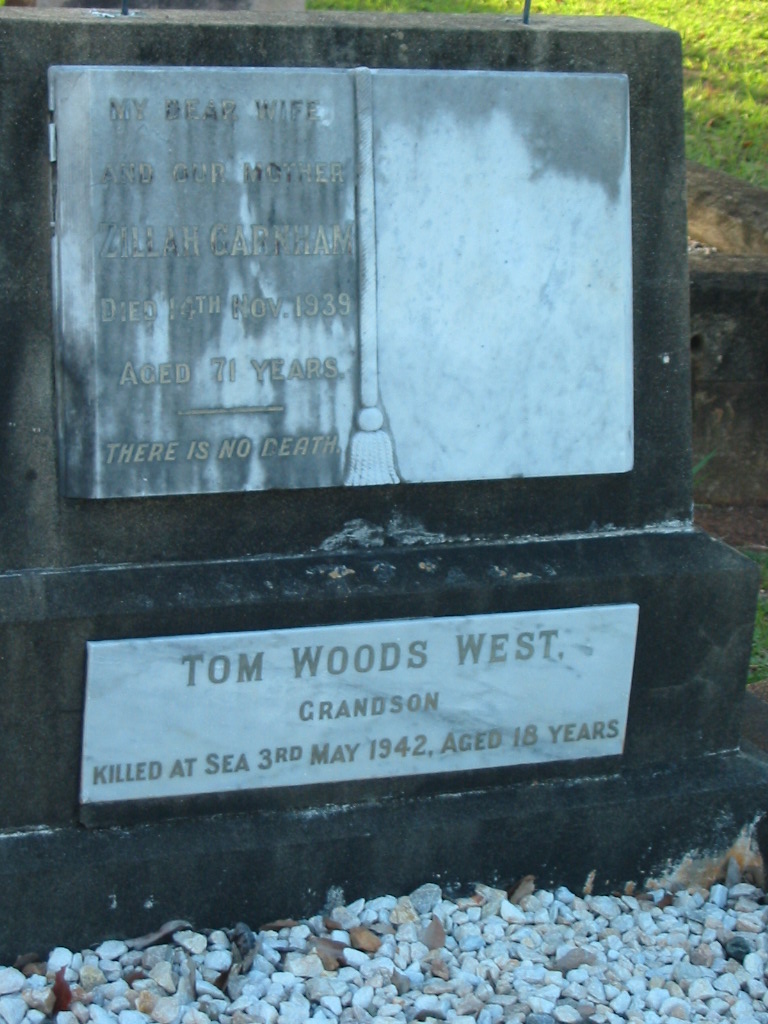 MY DEAR WIFE
AND OUR MOTHER
ZILLAH GARNHAM
DIED 14TH NOV. 1939
AGED 71 YEARS.
THERE IS NO DEATH.
TOM WOODS WEST.
GRANDSON
KILLED AT SEA 3RD MAY 1942, AGED 18 YEARS